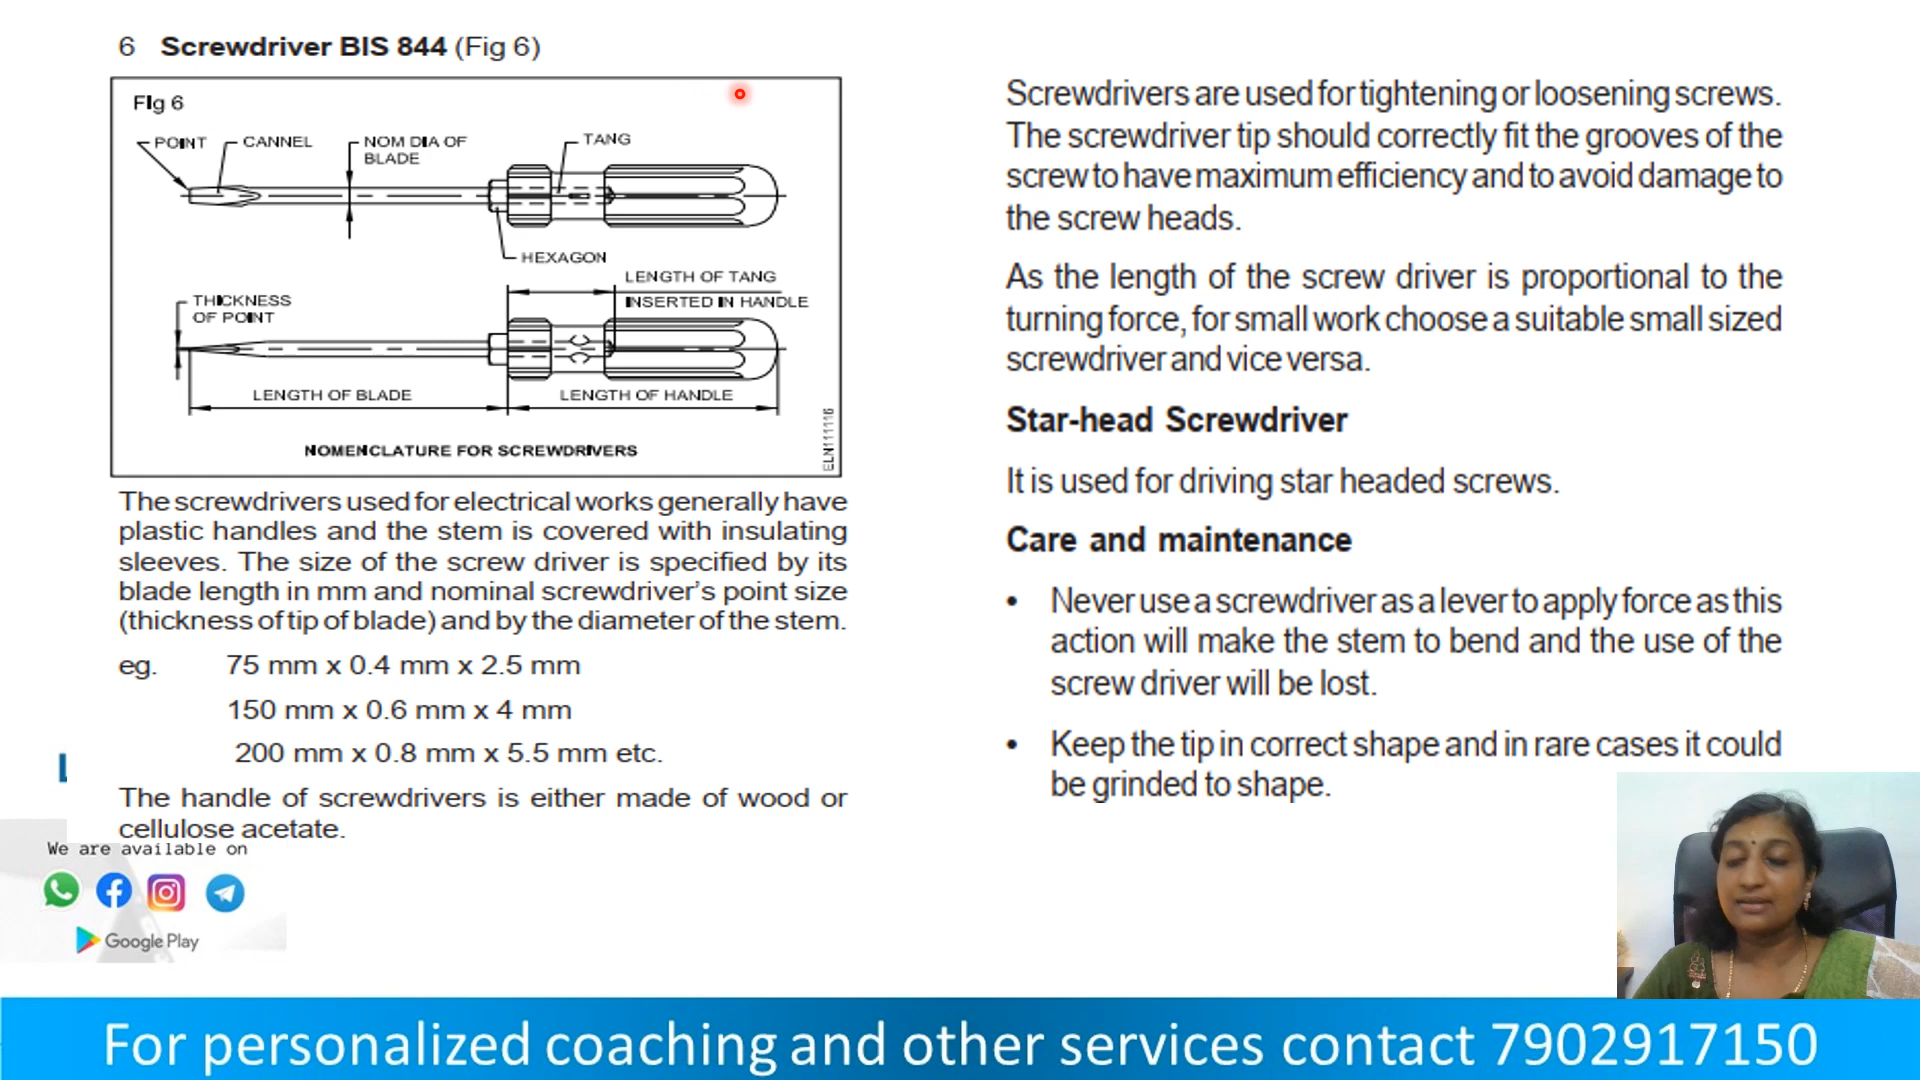 6 Screwdriver BIS 844 (Fig 6)
Fig 6
POINT
CANNEL
NOM DIA OF
BLADE
TANG
HEXAGON
LENGTH OF TANG
INSERTED IN HANDLE
THICKNESS
OF POINT
LENGTH OF BLADE
LENGTH OF HANDLE
NOMENCLATURE FOR SCREWDRIVERS
ELN111116
The screwdrivers used for electrical works generally have
plastic handles and the stem is covered with insulating
sleeves. The size of the screw driver is specified by its
blade length in mm and nominal screwdriver's point size
(thickness of tip of blade) and by the diameter of the stem.
eg. 75 mm x 0.4 mm x 2.5 mm
150 mm x 0.6 mm x 4 mm
200 mm x 0.8 mm x 5.5 mm etc.
The handle of screwdrivers is either made of wood or
cellulose acetate.
We are available on
Google Play
Screwdrivers are used for tightening or loosening screws.
The screwdriver tip should correctly fit the grooves of the
screw to have maximum efficiency and to avoid damage to
the screw heads.
As the length of the screw driver is proportional to the
turning force, for small work choose a suitable small sized
screwdriver and vice versa.
Star-head Screwdriver
It is used for driving star headed screws.
Care and maintenance
• Never use a screwdriver as a lever to apply force as this
action will make the stem to bend and the use of the
screw driver will be lost.
• Keep the tip in correct shape and in rare cases it could
be grinded to shape.
For personalized coaching and other services contact 7902917150